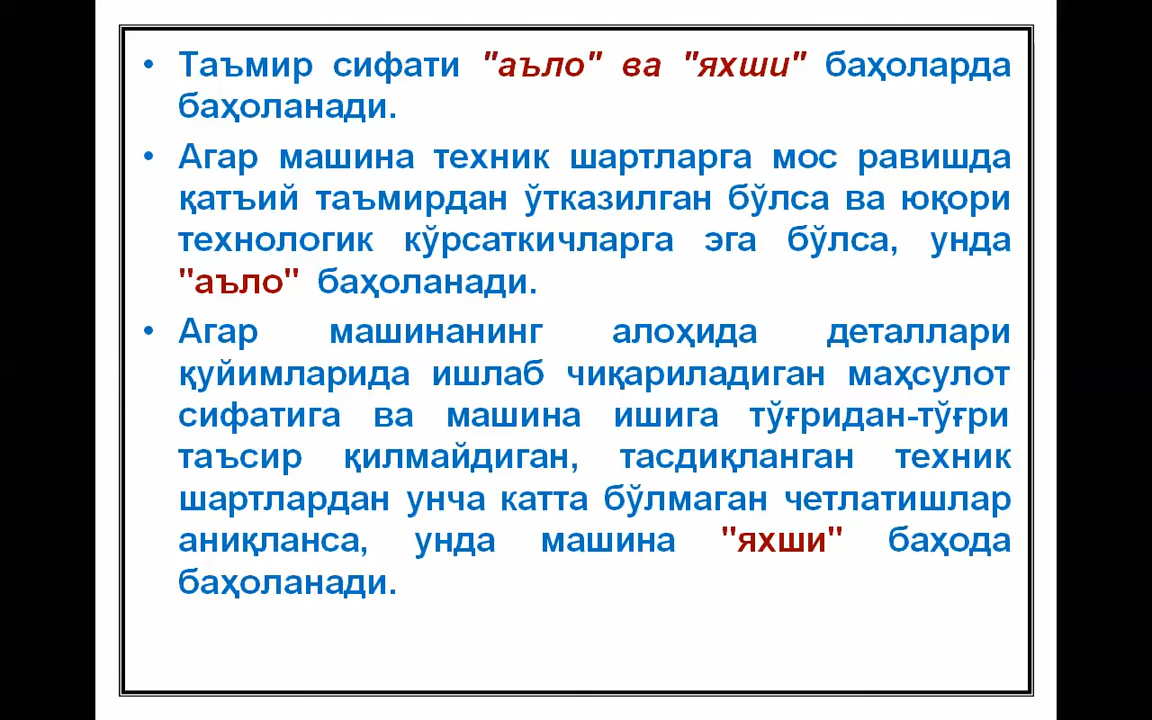 • Таъмир сифати "аъло" ва "яхши" баҳоларда
баҳоланади.
• Агар машина техник шартларга мос равишда
қатъий таъмирдан ўтказилган бўлса ва юқори
технологик кўрсаткичларга эга бўлса, унда
"аъло" баҳоланади.
• Агар машинанинг алоҳида деталлари
қуйимларида ишлаб чиқариладиган маҳсулот
сифатига ва машина ишига тўғридан-тўғри
таъсир қилмайдиган, тасдиқланган техник
шартлардан унча катта бўлмаган четлатишлар
аниқланса, унда машина "яхши" баҳода
баҳоланади.